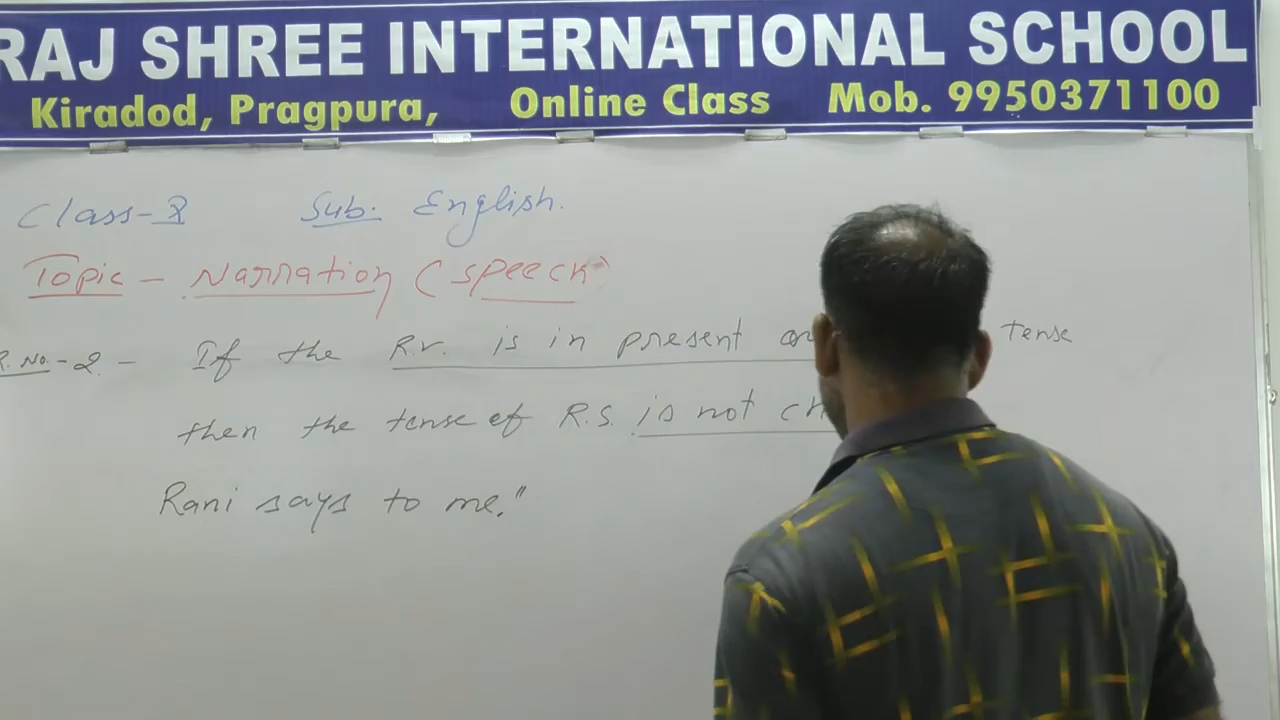 RAJ SHREE INTERNATIONAL SCHOOL
Kiradod, Pragpura, Online Class Mob. 9950371100
Class-X Sub. English.
Topic - Narration (speech)
R. No.-2 - If the R.V. is in present or tense
then the tense of R.S. is not
Rani says to me."